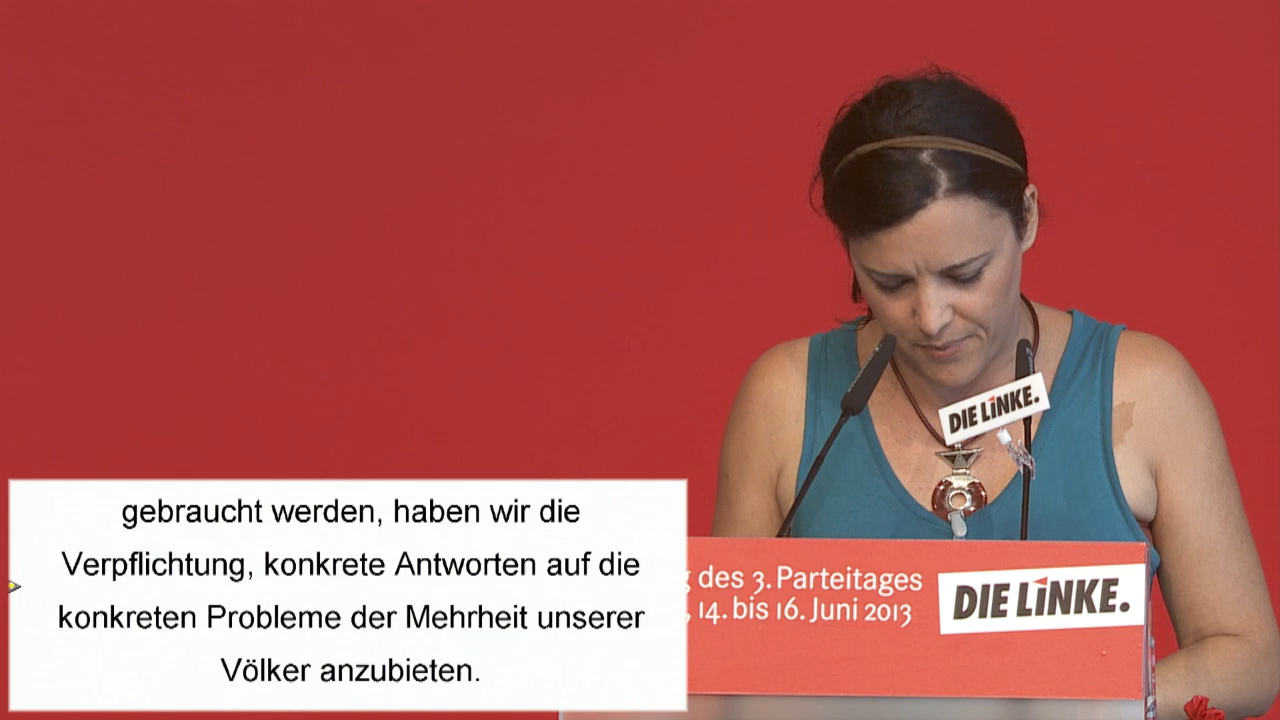 DIE LINKE.
gebraucht werden, haben wir die
Verpflichtung, konkrete Antworten auf die
konkreten Probleme der Mehrheit unserer
Völker anzubieten.
des 3. Parteitages
14. bis 16. Juni 2013
DIE LINKE.